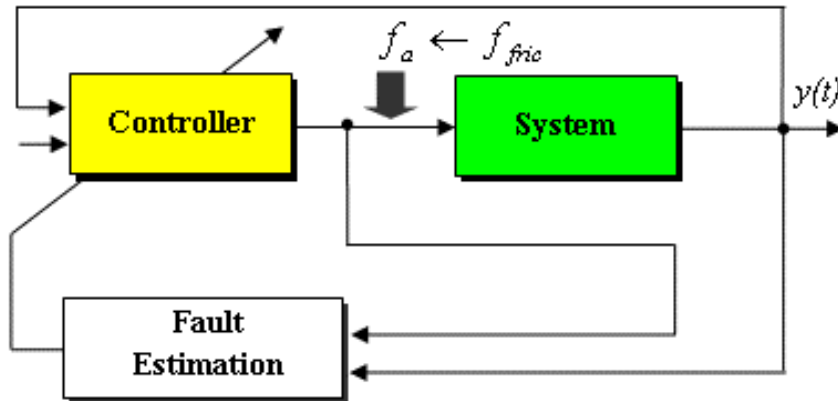 f_a ← f_fric
y(t)
Controller
System
Fault
Estimation